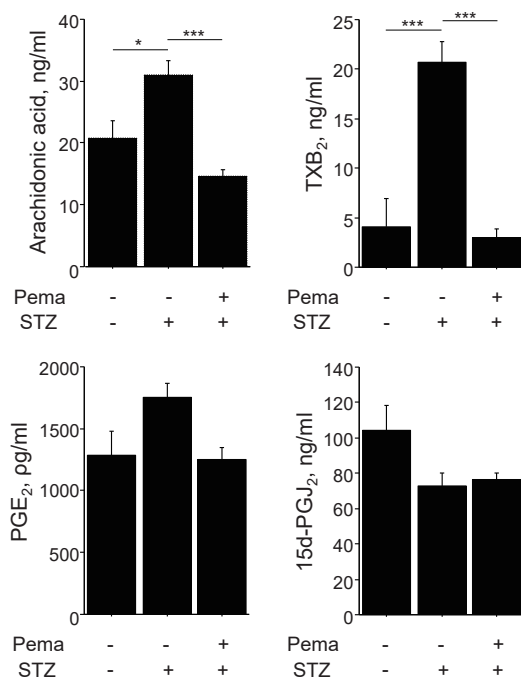 Arachidonic acid, ng/ml
40
30
20
10
0
* ***
Pema - - +
STZ - + +
TXB2, ng/ml
25
20
15
10
5
0
*** ***
Pema - - +
STZ - + +
PGE2, ρg/ml
2000
1500
1000
500
0
Pema - - +
STZ - + +
15d-PGJ2, ng/ml
140
120
100
80
60
40
20
0
Pema - - +
STZ - + +